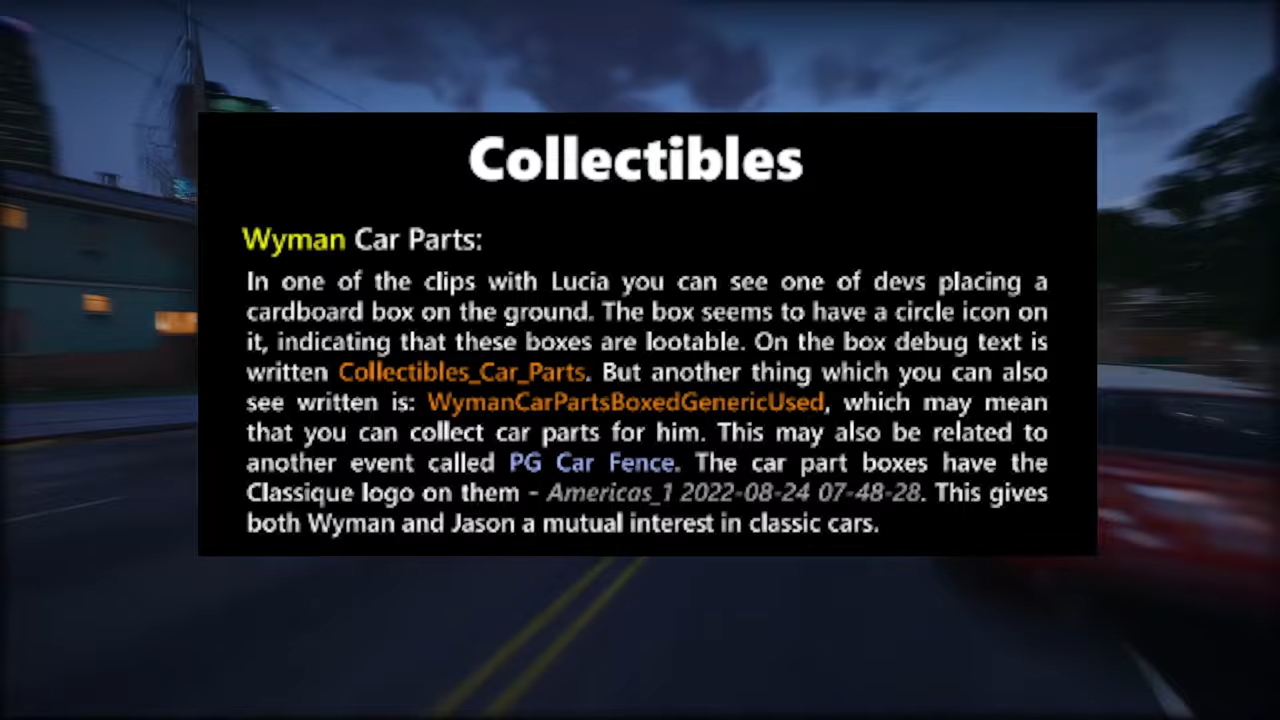 Collectibles
Wyman Car Parts:
In one of the clips with Lucia you can see one of devs placing a
cardboard box on the ground. The box seems to have a circle icon on
it, indicating that these boxes are lootable. On the box debug text is
written Collectibles_Car_Parts. But another thing which you can also
see written is: WymanCarPartsBoxedGenericUsed, which may mean
that you can collect car parts for him. This may also be related to
another event called PG Car Fence. The car part boxes have the
Classique logo on them - Americas_1 2022-08-24 07-48-28. This gives
both Wyman and Jason a mutual interest in classic cars.